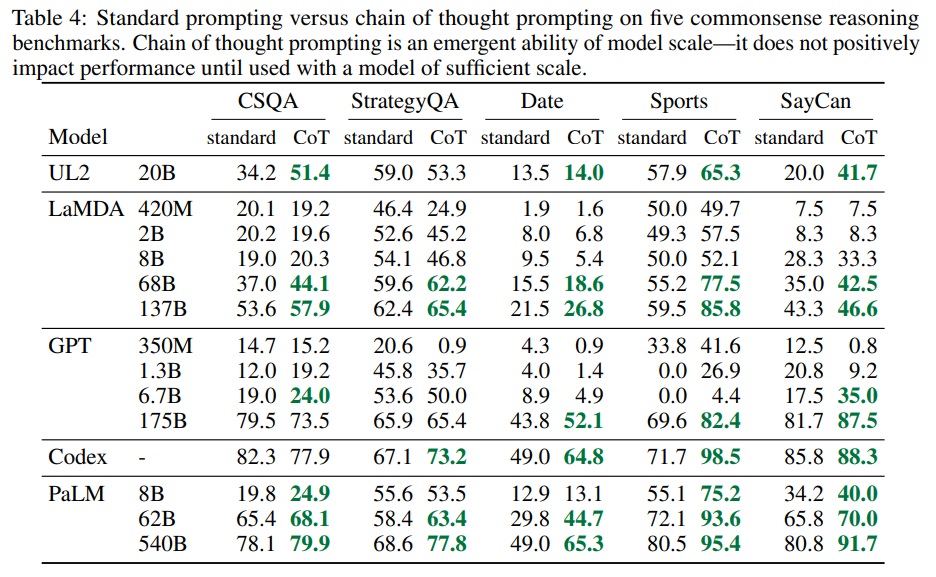 Table 4: Standard prompting versus chain of thought prompting on five commonsense reasoning
benchmarks. Chain of thought prompting is an emergent ability of model scale—it does not positively
impact performance until used with a model of sufficient scale.
CSQA StrategyQA Date Sports SayCan
Model standard CoT standard CoT standard CoT standard CoT standard CoT
UL2 20B 34.2 51.4 59.0 53.3 13.5 14.0 57.9 65.3 20.0 41.7
LaMDA 420M 20.1 19.2 46.4 24.9 1.9 1.6 50.0 49.7 7.5 7.5
2B 20.2 19.6 52.6 45.2 8.0 6.8 49.3 57.5 8.3 8.3
8B 19.0 20.3 54.1 46.8 9.5 5.4 50.0 52.1 28.3 33.3
68B 37.0 44.1 59.6 62.2 15.5 18.6 55.2 77.5 35.0 42.5
137B 53.6 57.9 62.4 65.4 21.5 26.8 59.5 85.8 43.3 46.6
GPT 350M 14.7 15.2 20.6 0.9 4.3 0.9 33.8 41.6 12.5 0.8
1.3B 12.0 19.2 45.8 35.7 4.0 1.4 0.0 26.9 20.8 9.2
6.7B 19.0 24.0 53.6 50.0 8.9 4.9 0.0 4.4 17.5 35.0
175B 79.5 73.5 65.9 65.4 43.8 52.1 69.6 82.4 81.7 87.5
Codex - 82.3 77.9 67.1 73.2 49.0 64.8 71.7 98.5 85.8 88.3
PaLM 8B 19.8 24.9 55.6 53.5 12.9 13.1 55.1 75.2 34.2 40.0
62B 65.4 68.1 58.4 63.4 29.8 44.7 72.1 93.6 65.8 70.0
540B 78.1 79.9 68.6 77.8 49.0 65.3 80.5 95.4 80.8 91.7